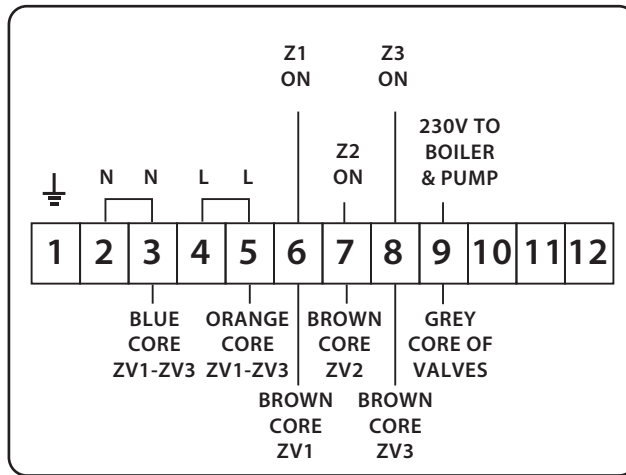 Z1
ON
Z3
ON
230V TO
BOILER
& PUMP
Z2
ON
N N L L
1 2 3 4 5 6 7 8 9 10 11 12
BLUE
CORE
ZV1-ZV3
ORANGE
CORE
ZV1-ZV3
BROWN
CORE
ZV2
GREY
CORE OF
VALVES
BROWN
CORE
ZV1
BROWN
CORE
ZV3